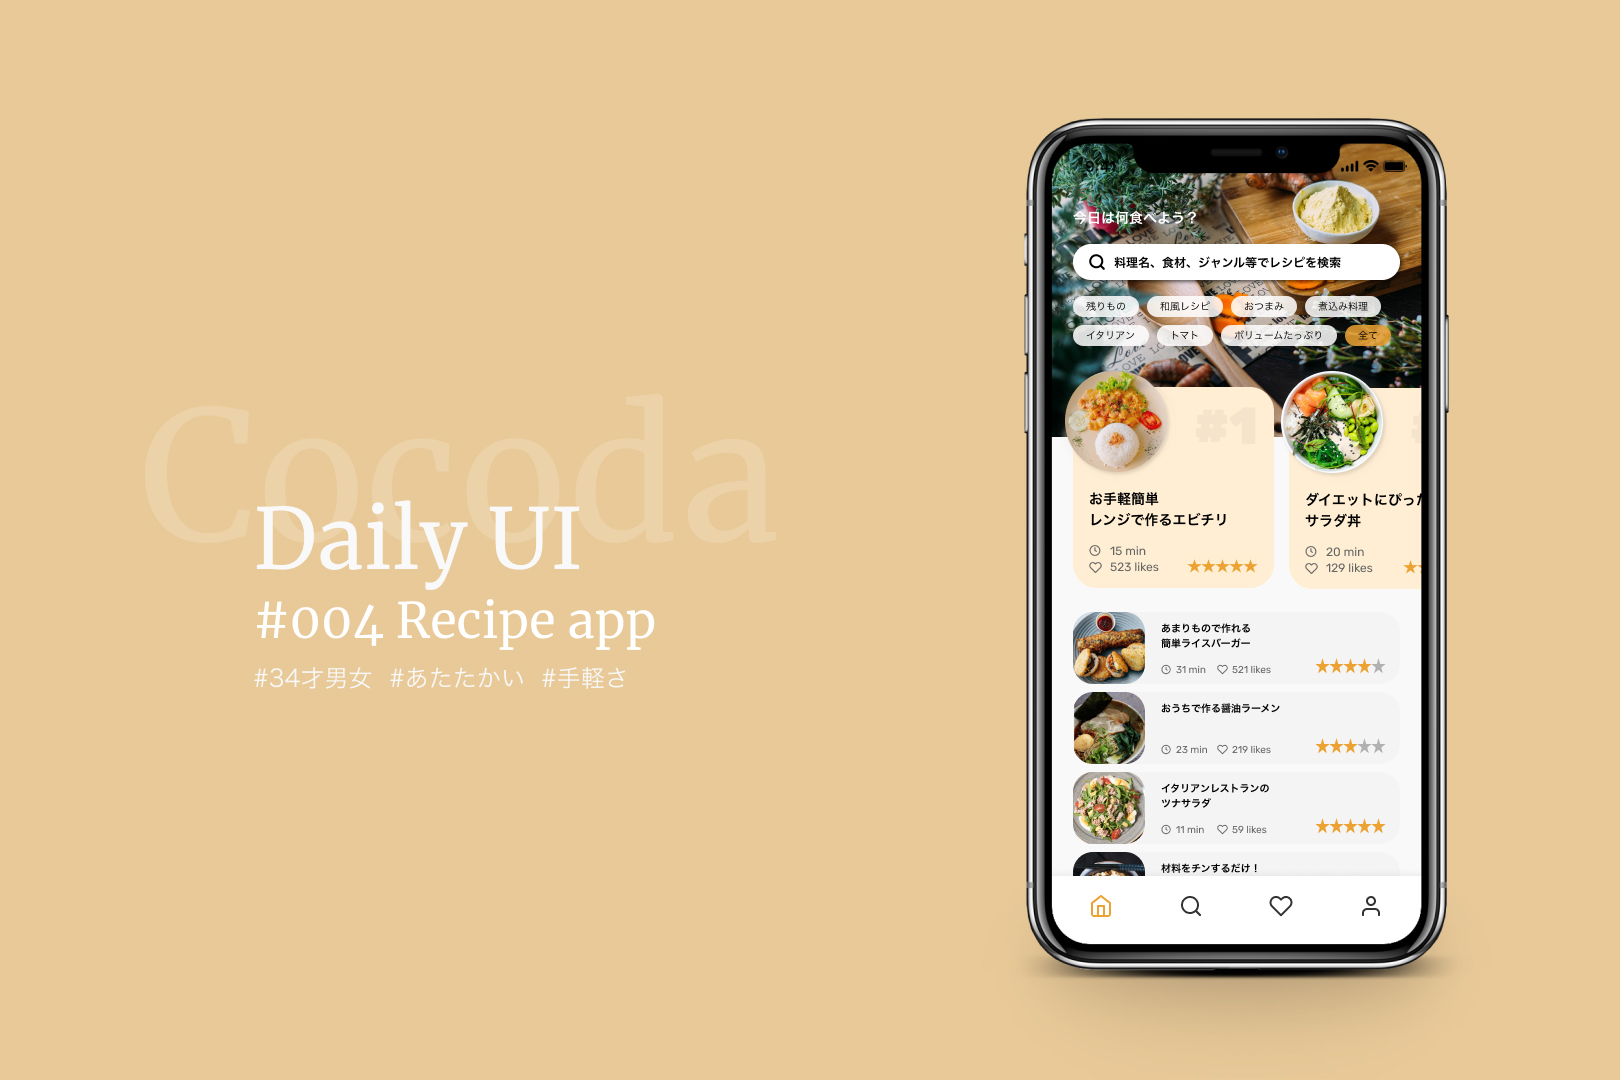 Cocoda
Daily UI
#004 Recipe app
#34才男女 #あたたかい #手軽さ
今日は何食べよう？
料理名、食材、ジャンル等でレシピを検索
残りもの 和風レシピ おつまみ 煮込み料理
イタリアン トマト ボリュームたっぷり 全て
#1
お手軽簡単
レンジで作るエビチリ
15 min
523 likes
ダイエットにぴった
サラダ丼
20 min
129 likes
あまりもので作れる
簡単ライスバーガー
31 min 521 likes
おうちで作る醤油ラーメン
23 min 219 likes
イタリアンレストランの
ツナサラダ
11 min 59 likes
材料をチンするだけ！